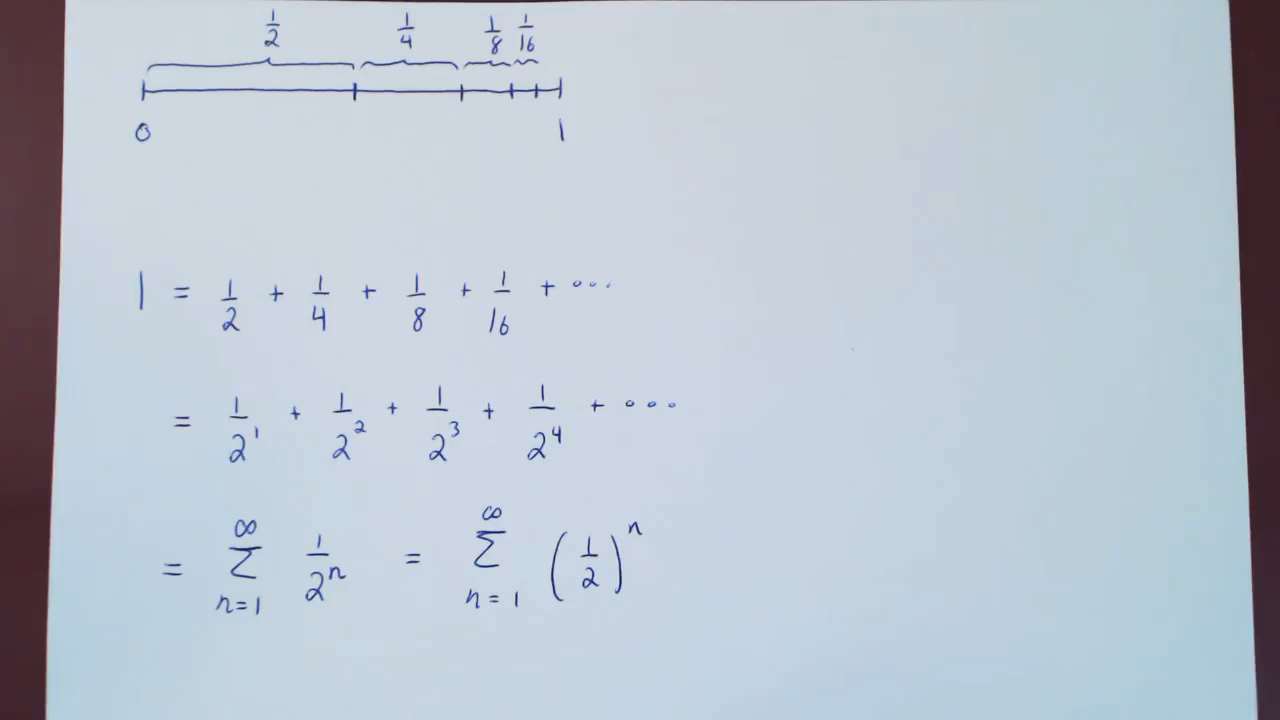 1/2 1/4 1/8 1/16
0 1
1 = 1/2 + 1/4 + 1/8 + 1/16 + ...
= 1/2^1 + 1/2^2 + 1/2^3 + 1/2^4 + ...
= ∑_{n=1}^{∞} 1/2^n = ∑_{n=1}^{∞} (1/2)^n